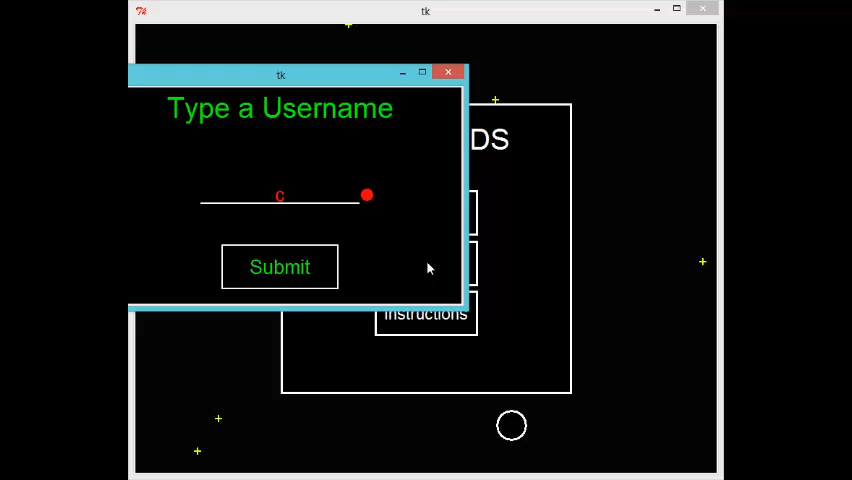 tk
tk
Type a Username
DS
c
Submit
Instructions